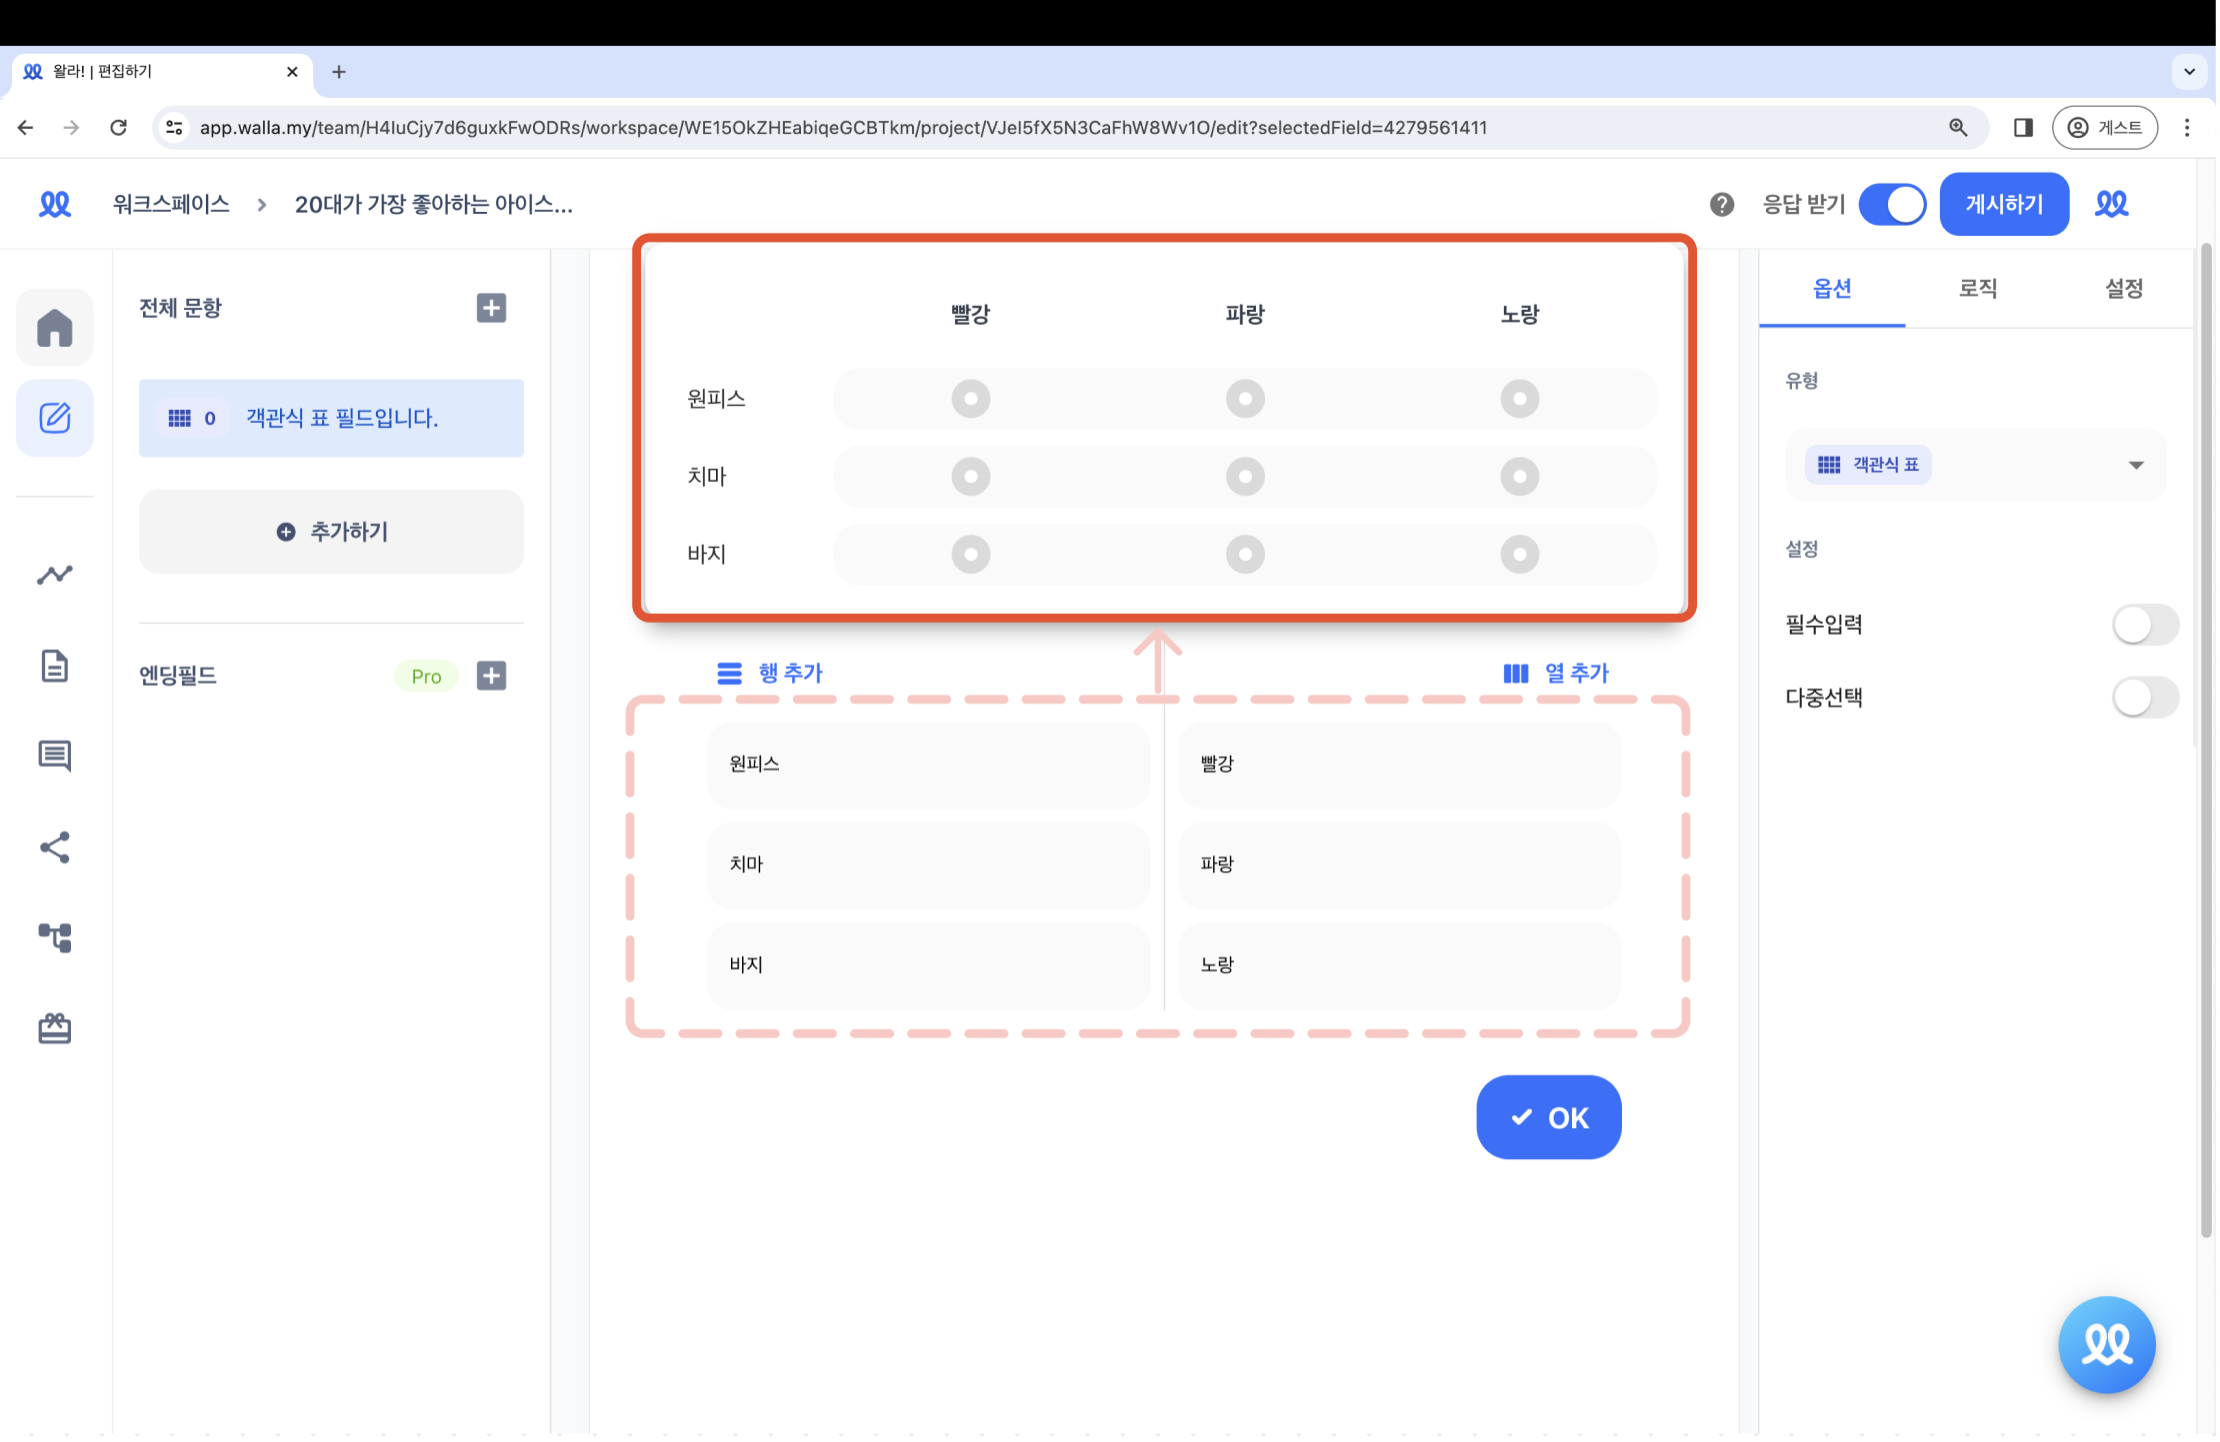 왈라! | 편집하기
app.walla.my/team/H4IuCjy7d6guxkFwODRs/workspace/WE15OkZHEabiqeGCBTkm/project/VJeI5fX5N3CaFhW8Wv1O/edit?selectedField=4279561411
게스트
워크스페이스
20대가 가장 좋아하는 아이스...
응답 받기
게시하기
전체 문항
0 객관식 표 필드입니다.
추가하기
엔딩필드
Pro
빨강 파랑 노랑
원피스
치마
바지
행 추가
열 추가
원피스 빨강
치마 파랑
바지 노랑
OK
옵션 로직 설정
유형
객관식 표
설정
필수입력
다중선택